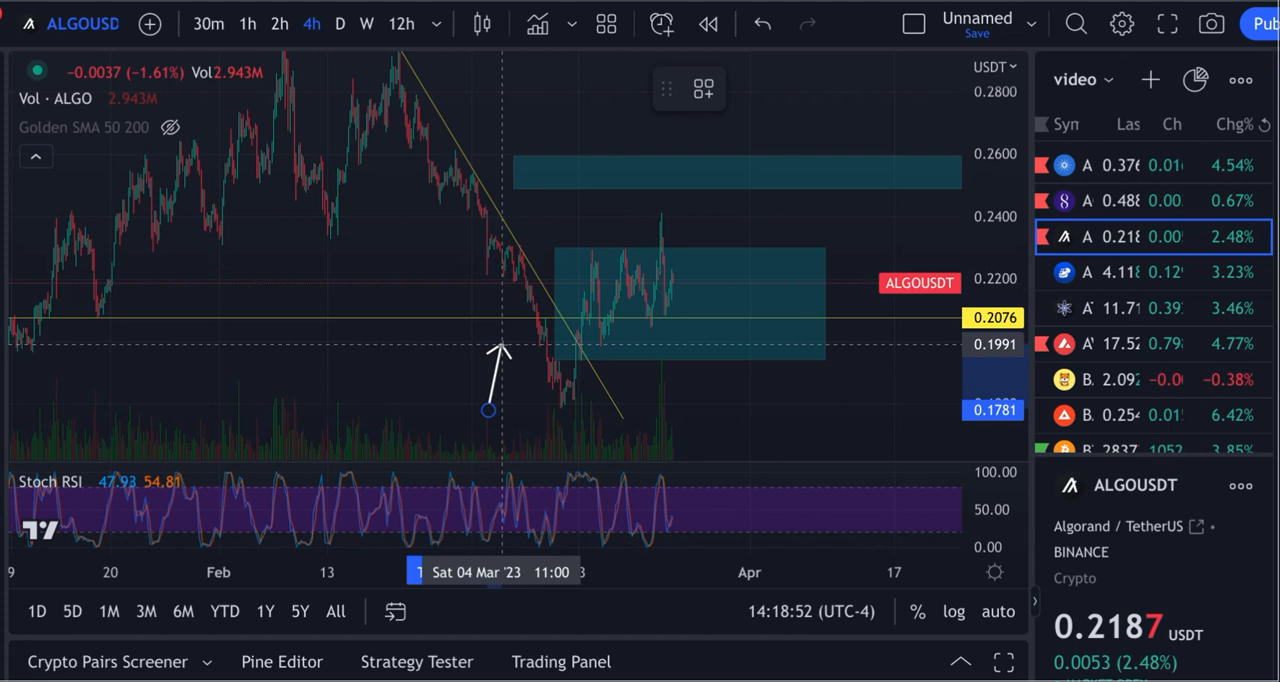 ALGOUSD 30m 1h 2h 4h D W 12h Unnamed Save Pub
−0.0037 (−1.61%) Vol2.943M
Vol · ALGO 2.943M
Golden SMA 50 200
USDT
0.2800
0.2600
0.2400
0.2200
ALGOUSDT
0.2076
0.1991
0.1781
Stoch RSI 47.93 54.81
100.00
50.00
0.00
9 20 Feb 13 Sat 04 Mar '23 11:00 3 Apr 17
1D 5D 1M 3M 6M YTD 1Y 5Y All 14:18:52 (UTC-4) % log auto
Crypto Pairs Screener Pine Editor Strategy Tester Trading Panel
video
Syn Las Ch Chg%
A 0.376 0.01 4.54%
A 0.488 0.00 0.67%
A 0.218 0.00 2.48%
A 4.118 0.12 3.23%
A 11.71 0.39 3.46%
A 17.52 0.79 4.77%
B 2.092 −0.0 −0.38%
B. 0.254 0.01 6.42%
B 2837 1052 3.85%
ALGOUSDT
Algorand / TetherUS
BINANCE
Crypto
0.2187 USDT
0.0053 (2.48%)